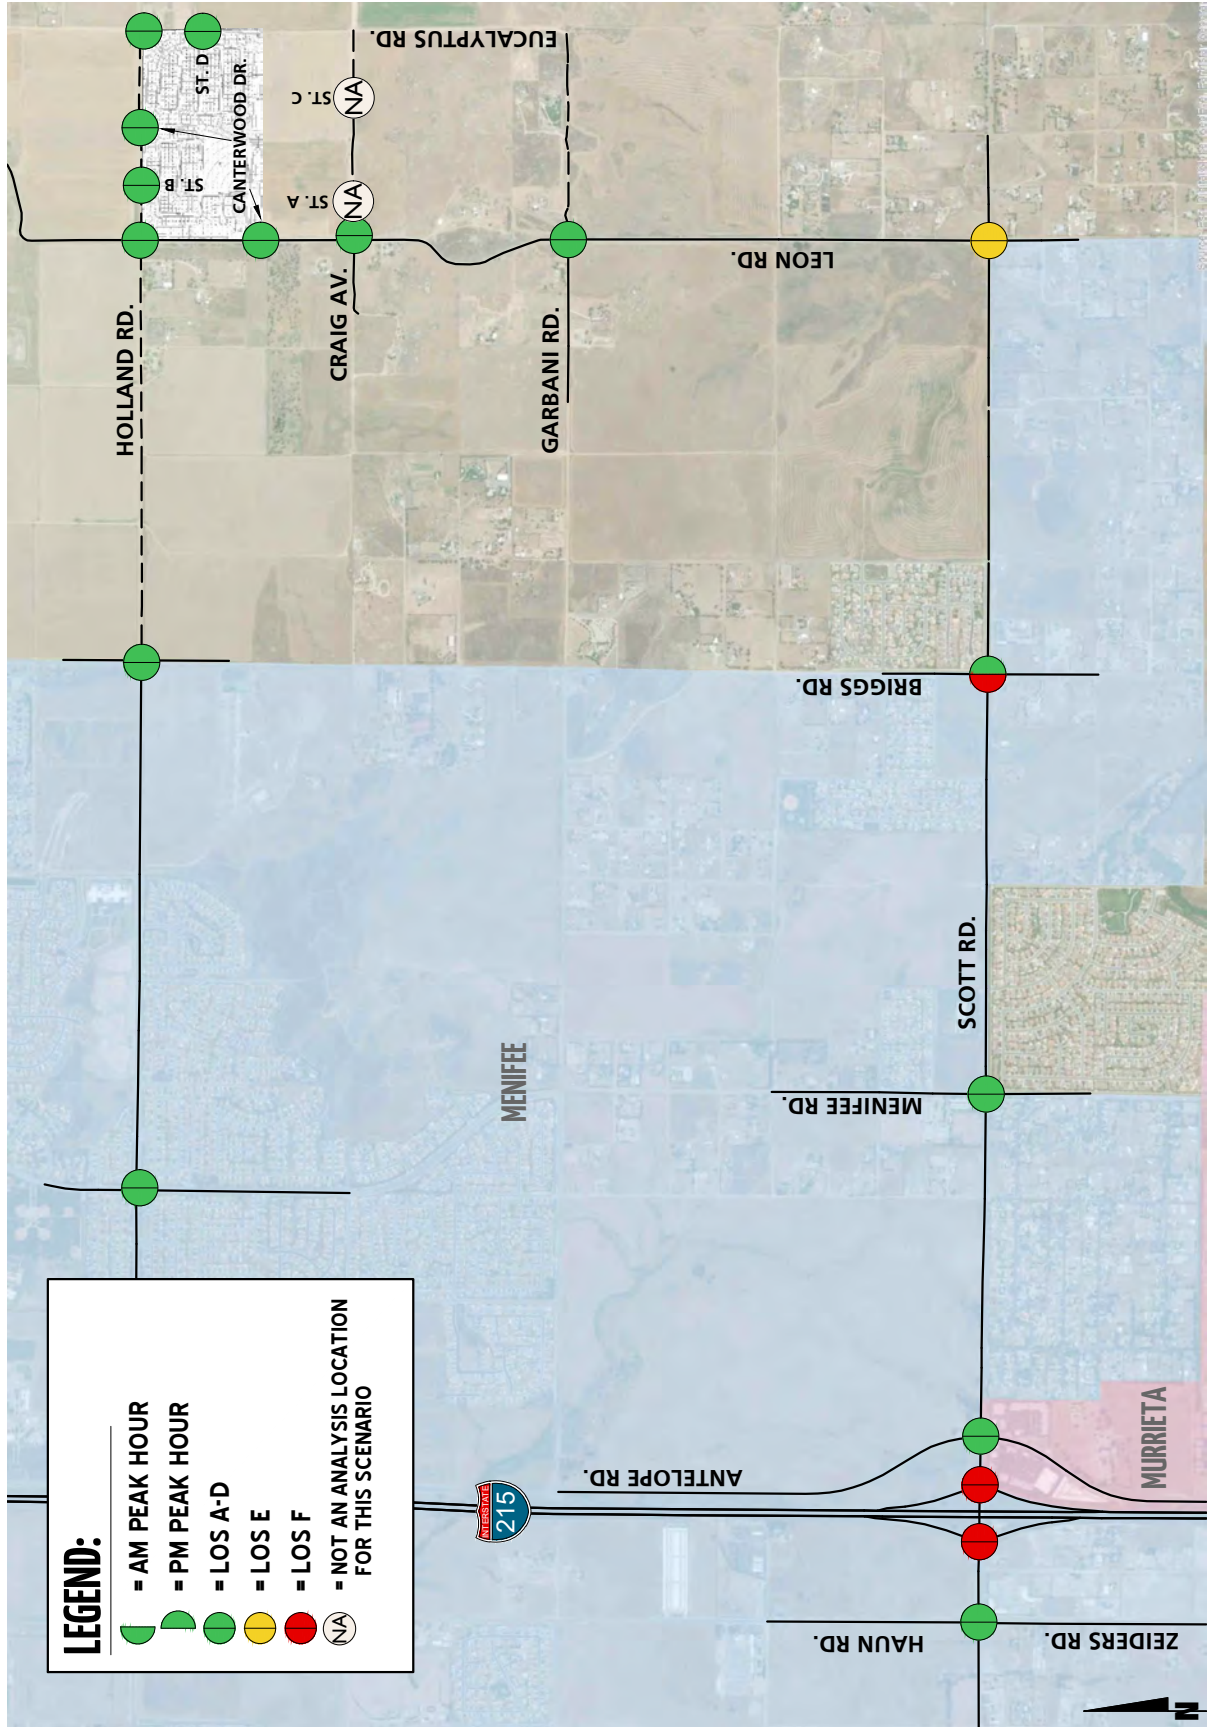 EUCALYPTUS RD.
ST. D
CANTERWOOD DR.
ST. B
ST. C
NA
ST. A
NA
HOLLAND RD.
CRAIG AV.
GARBANI RD.
LEON RD.
BRIGGS RD.
SCOTT RD.
MENIFEE
MENIFEE RD.
ANTELOPE RD.
INTERSTATE
215
MURRIETA
HAUN RD.
ZEIDERS RD.
LEGEND:
= AM PEAK HOUR
= PM PEAK HOUR
= LOS A-D
= LOS E
= LOS F
NA = NOT AN ANALYSIS LOCATION
FOR THIS SCENARIO
N